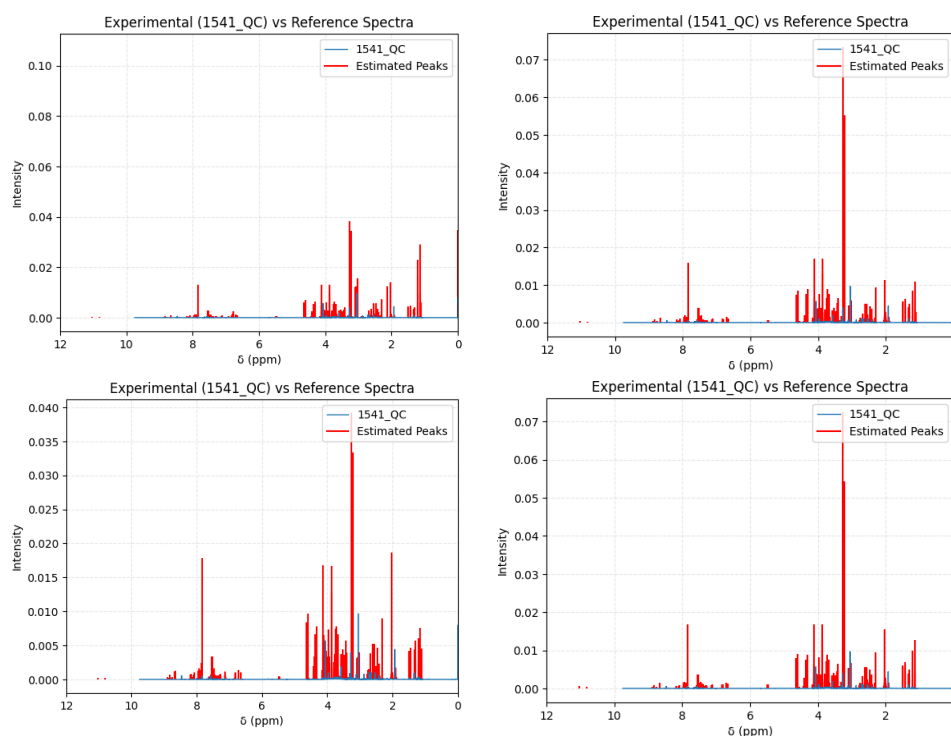 Experimental (1541_QC) vs Reference Spectra
1541_QC
Estimated Peaks
0.10
0.08
0.06
0.04
0.02
0.00
Intensity
12 10 8 6 4 2 0
δ (ppm)
Experimental (1541_QC) vs Reference Spectra
1541_QC
Estimated Peaks
0.07
0.06
0.05
0.04
0.03
0.02
0.01
0.00
Intensity
12 10 8 6 4 2
δ (ppm)
Experimental (1541_QC) vs Reference Spectra
1541_QC
Estimated Peaks
0.040
0.035
0.030
0.025
0.020
0.015
0.010
0.005
0.000
Intensity
12 10 8 6 4 2 0
δ (ppm)
Experimental (1541_QC) vs Reference Spectra
1541_QC
Estimated Peaks
0.07
0.06
0.05
0.04
0.03
0.02
0.01
0.00
Intensity
12 10 8 6 4 2
δ (ppm)